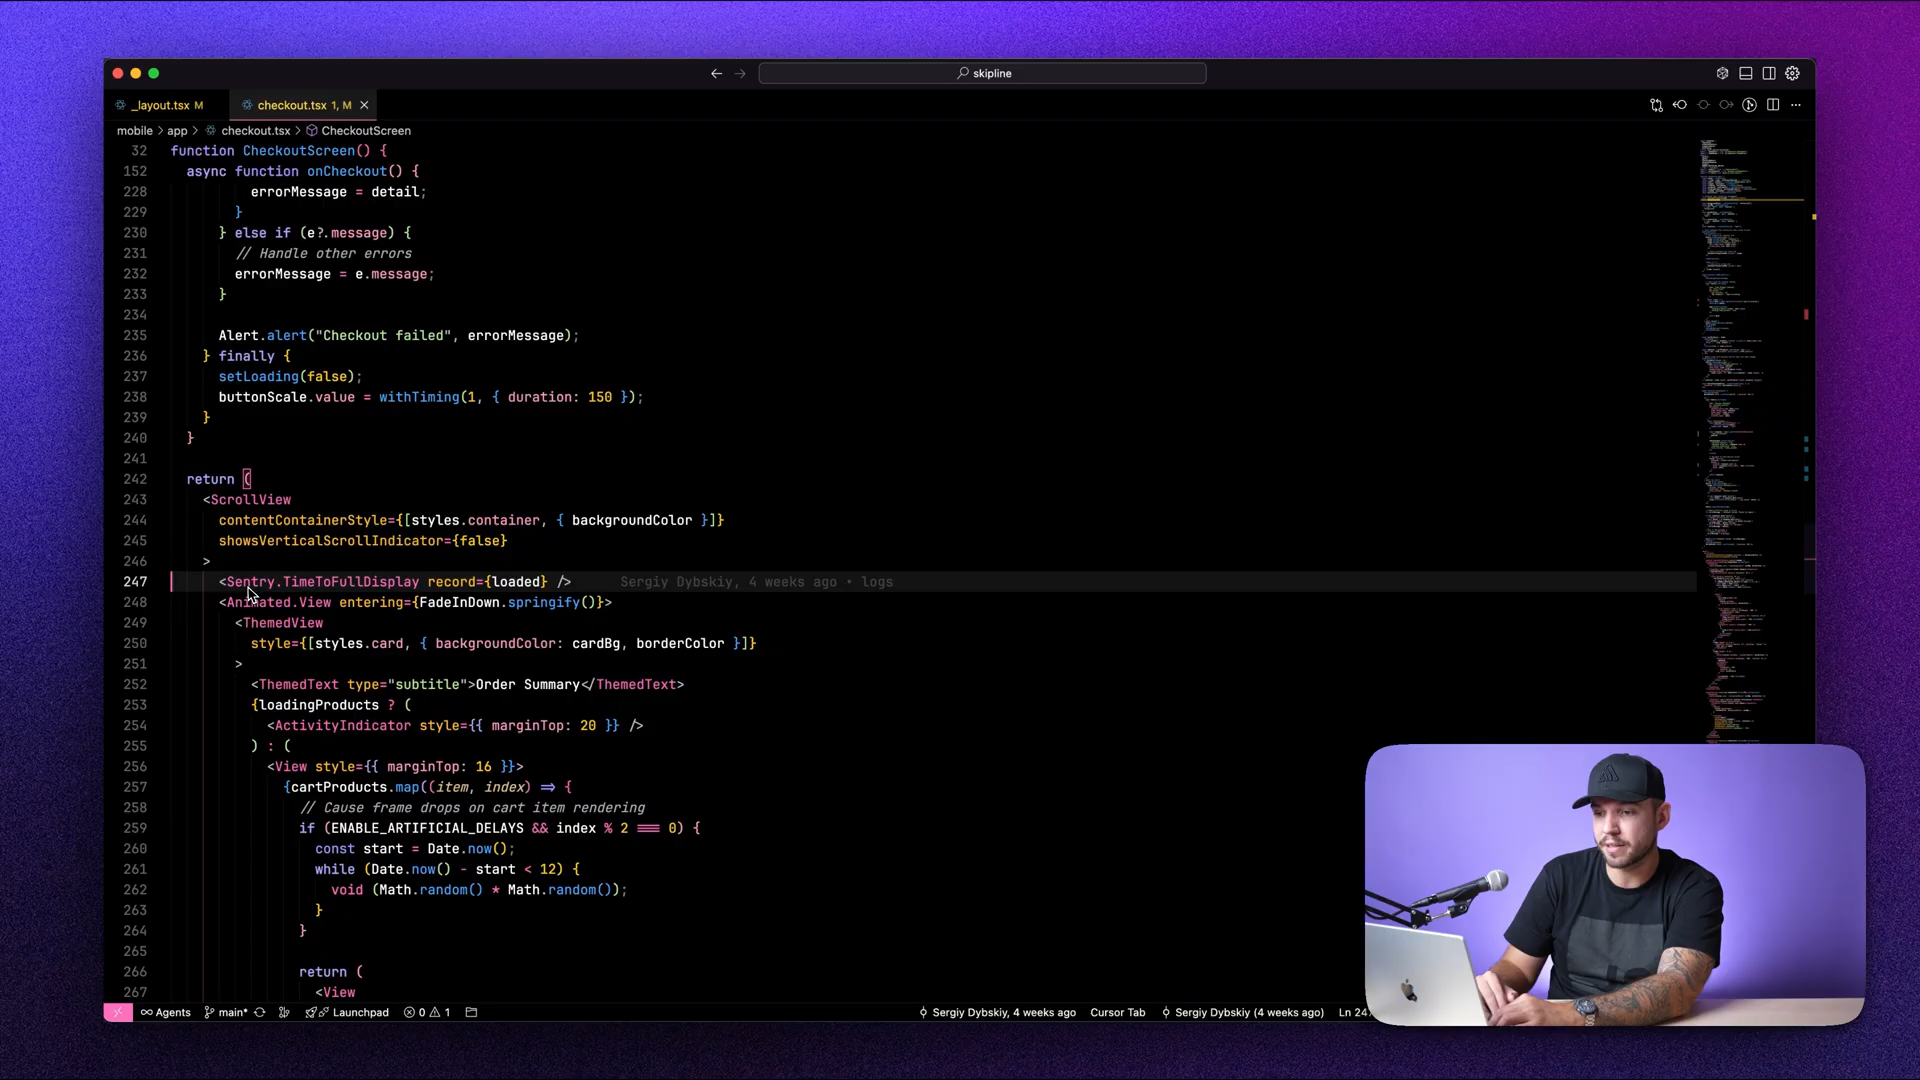 skipline
_layout.tsx M
checkout.tsx 1, M
mobile > app > checkout.tsx > CheckoutScreen
32 function CheckoutScreen() {
152 async function onCheckout() {
228 errorMessage = detail;
229 }
230 } else if (e?.message) {
231 // Handle other errors
232 errorMessage = e.message;
233 }
234
235 Alert.alert("Checkout failed", errorMessage);
236 } finally {
237 setLoading(false);
238 buttonScale.value = withTiming(1, { duration: 150 });
239 }
240 }
241
242 return (
243 <ScrollView
244 contentContainerStyle={[styles.container, { backgroundColor }]}
245 showsVerticalScrollIndicator={false}
246 >
247 <Sentry.TimeToFullDisplay record={loaded} /> Sergiy Dybskiy, 4 weeks ago • logs
248 <Animated.View entering={FadeInDown.springify()}>
249 <ThemedView
250 style={[styles.card, { backgroundColor: cardBg, borderColor }]}
251 >
252 <ThemedText type="subtitle">Order Summary</ThemedText>
253 {loadingProducts ? (
254 <ActivityIndicator style={{ marginTop: 20 }} />
255 ) : (
256 <View style={{ marginTop: 16 }}>
257 {cartProducts.map((item, index) => {
258 // Cause frame drops on cart item rendering
259 if (ENABLE_ARTIFICIAL_DELAYS && index % 2 === 0) {
260 const start = Date.now();
261 while (Date.now() - start < 12) {
262 void (Math.random() * Math.random());
263 }
264 }
265
266 return (
267 <View
Agents main* Launchpad 0 1 Sergiy Dybskiy, 4 weeks ago Cursor Tab Sergiy Dybskiy (4 weeks ago) Ln 247